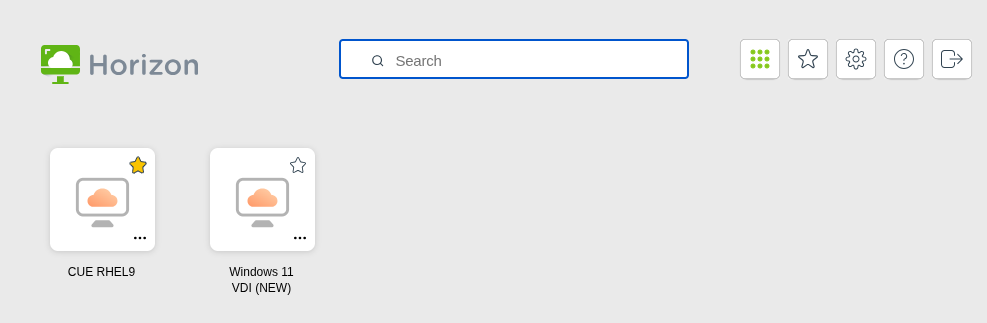 Horizon
Search
CUE RHEL9
Windows 11
VDI (NEW)